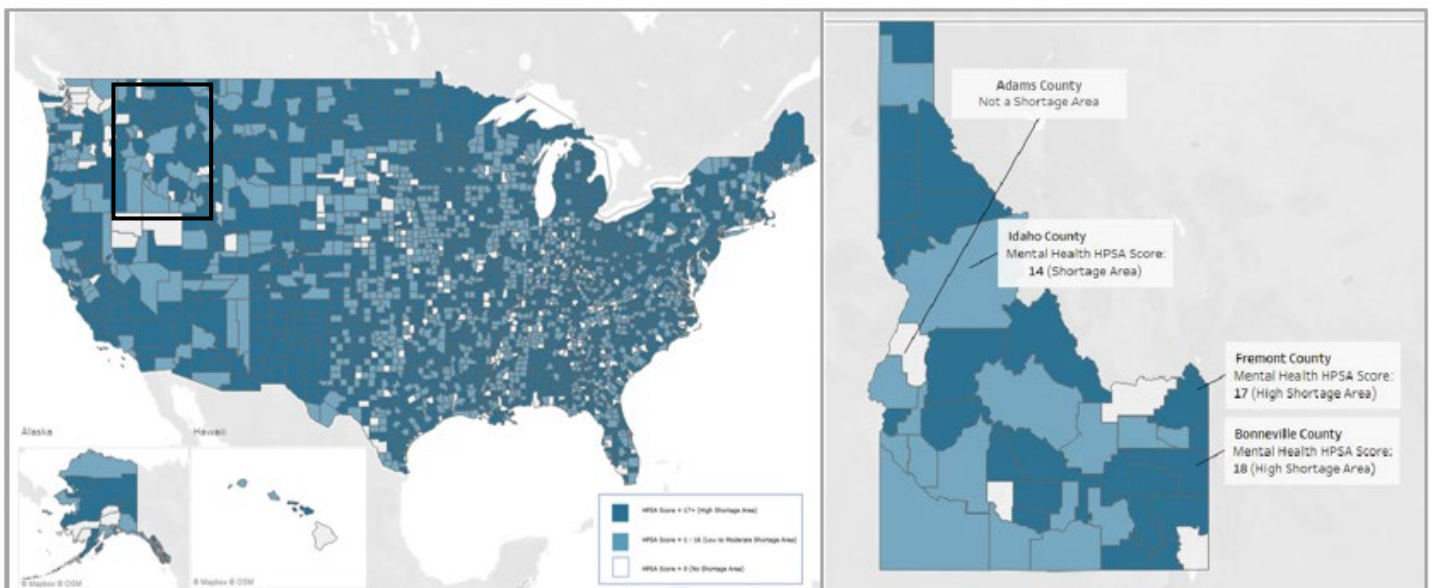 Alaska
Hawaii
© Mapbox © OSM
© Mapbox © OSM
HPSA Score = 17+ (High Shortage Area)
HPSA Score = 1 - 16 (Low to Moderate Shortage Area)
HPSA Score = 0 (No Shortage Area)
Adams County
Not a Shortage Area
Idaho County
Mental Health HPSA Score:
14 (Shortage Area)
Fremont County
Mental Health HPSA Score:
17 (High Shortage Area)
Bonneville County
Mental Health HPSA Score:
18 (High Shortage Area)